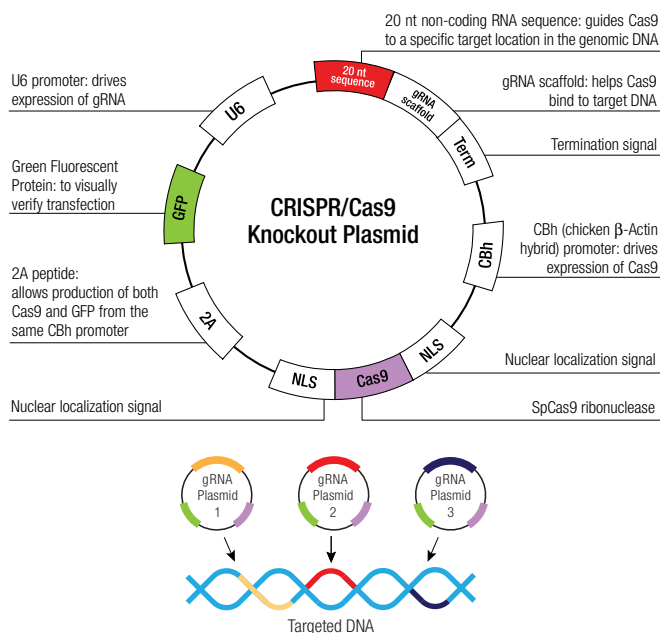 20 nt non-coding RNA sequence: guides Cas9
to a specific target location in the genomic DNA
U6 promoter: drives
expression of gRNA
20 nt
sequence
gRNA
scaffold
gRNA scaffold: helps Cas9
bind to target DNA
U6
Term
Termination signal
Green Fluorescent
Protein: to visually
verify transfection
GFP
CRISPR/Cas9
Knockout Plasmid
CBh
CBh (chicken β-Actin
hybrid) promoter: drives
expression of Cas9
2A peptide:
allows production of both
Cas9 and GFP from the
same CBh promoter
2A
NLS
Cas9
NLS
Nuclear localization signal
Nuclear localization signal
SpCas9 ribonuclease
gRNA
Plasmid
1
gRNA
Plasmid
2
gRNA
Plasmid
3
Targeted DNA